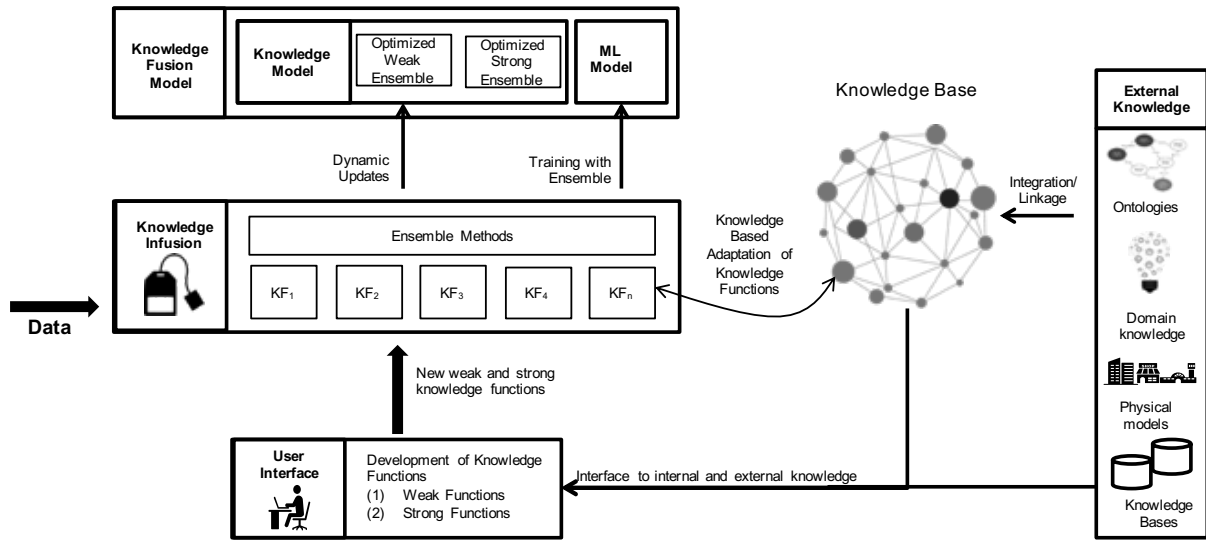 Knowledge
Fusion
Model
Knowledge
Model
Optimized
Weak
Ensemble
Optimized
Strong
Ensemble
ML
Model
Dynamic
Updates
Training with
Ensemble
Knowledge
Infusion
Ensemble Methods
KF1
KF2
KF3
KF4
KFn
Data
Knowledge
Based
Adaptation of
Knowledge
Functions
Knowledge Base
Integration/
Linkage
External
Knowledge
Ontologies
Domain
knowledge
Physical
models
Knowledge
Bases
New weak and strong
knowledge functions
User
Interface
Development of Knowledge
Functions
(1) Weak Functions
(2) Strong Functions
Interface to internal and external knowledge